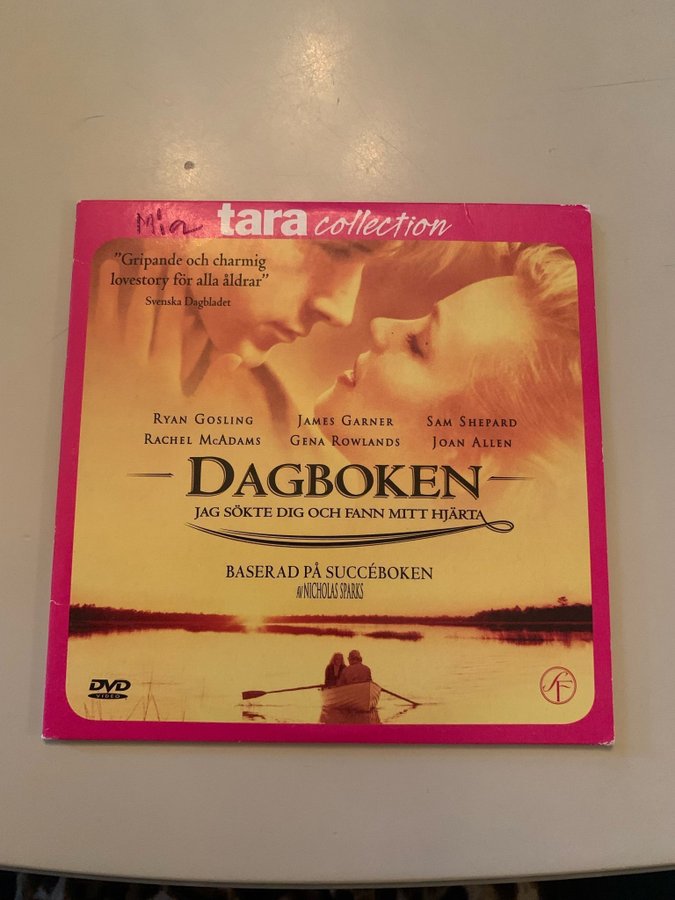 Mia tara collection
"Gripande och charmig
lovestory för alla åldrar"
Svenska Dagbladet
RYAN GOSLING JAMES GARNER SAM SHEPARD
RACHEL MCADAMS GENA ROWLANDS JOAN ALLEN
DAGBOKEN
JAG SÖKTE DIG OCH FANN MITT HJÄRTA
BASERAD PÅ SUCCÉBOKEN
AV NICHOLAS SPARKS
DVD
VIDEO
SF